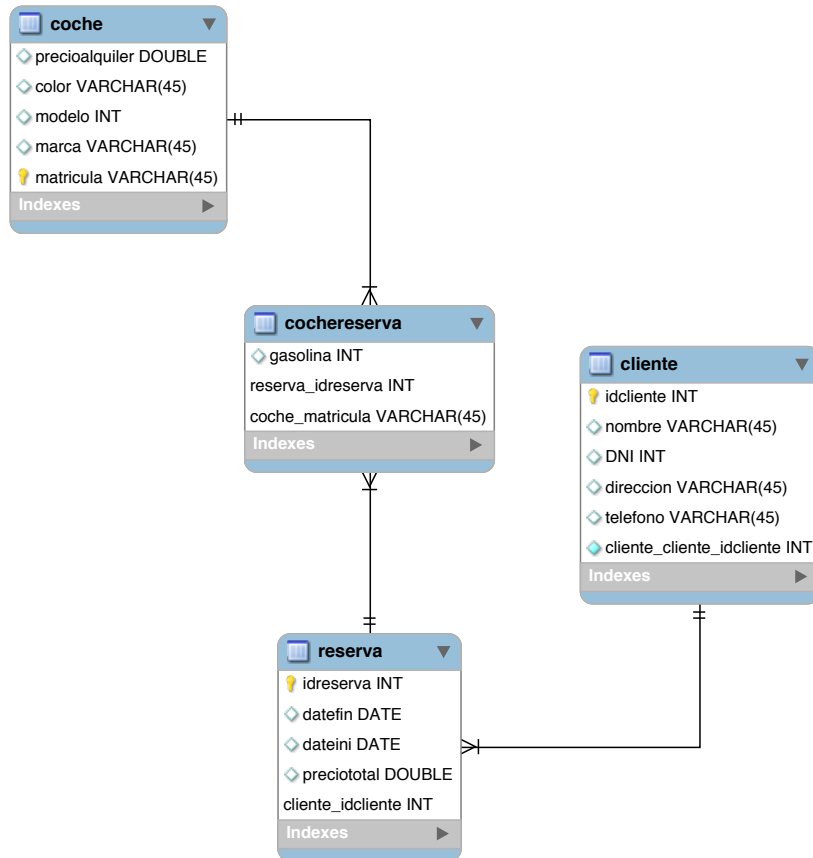 coche
precioalquiler DOUBLE
color VARCHAR(45)
modelo INT
marca VARCHAR(45)
matricula VARCHAR(45)
Indexes
cochereserva
gasolina INT
reserva_idreserva INT
coche_matricula VARCHAR(45)
Indexes
cliente
idcliente INT
nombre VARCHAR(45)
DNI INT
direccion VARCHAR(45)
telefono VARCHAR(45)
cliente_cliente_idcliente INT
Indexes
reserva
idreserva INT
datefin DATE
dateini DATE
preciototal DOUBLE
cliente_idcliente INT
Indexes